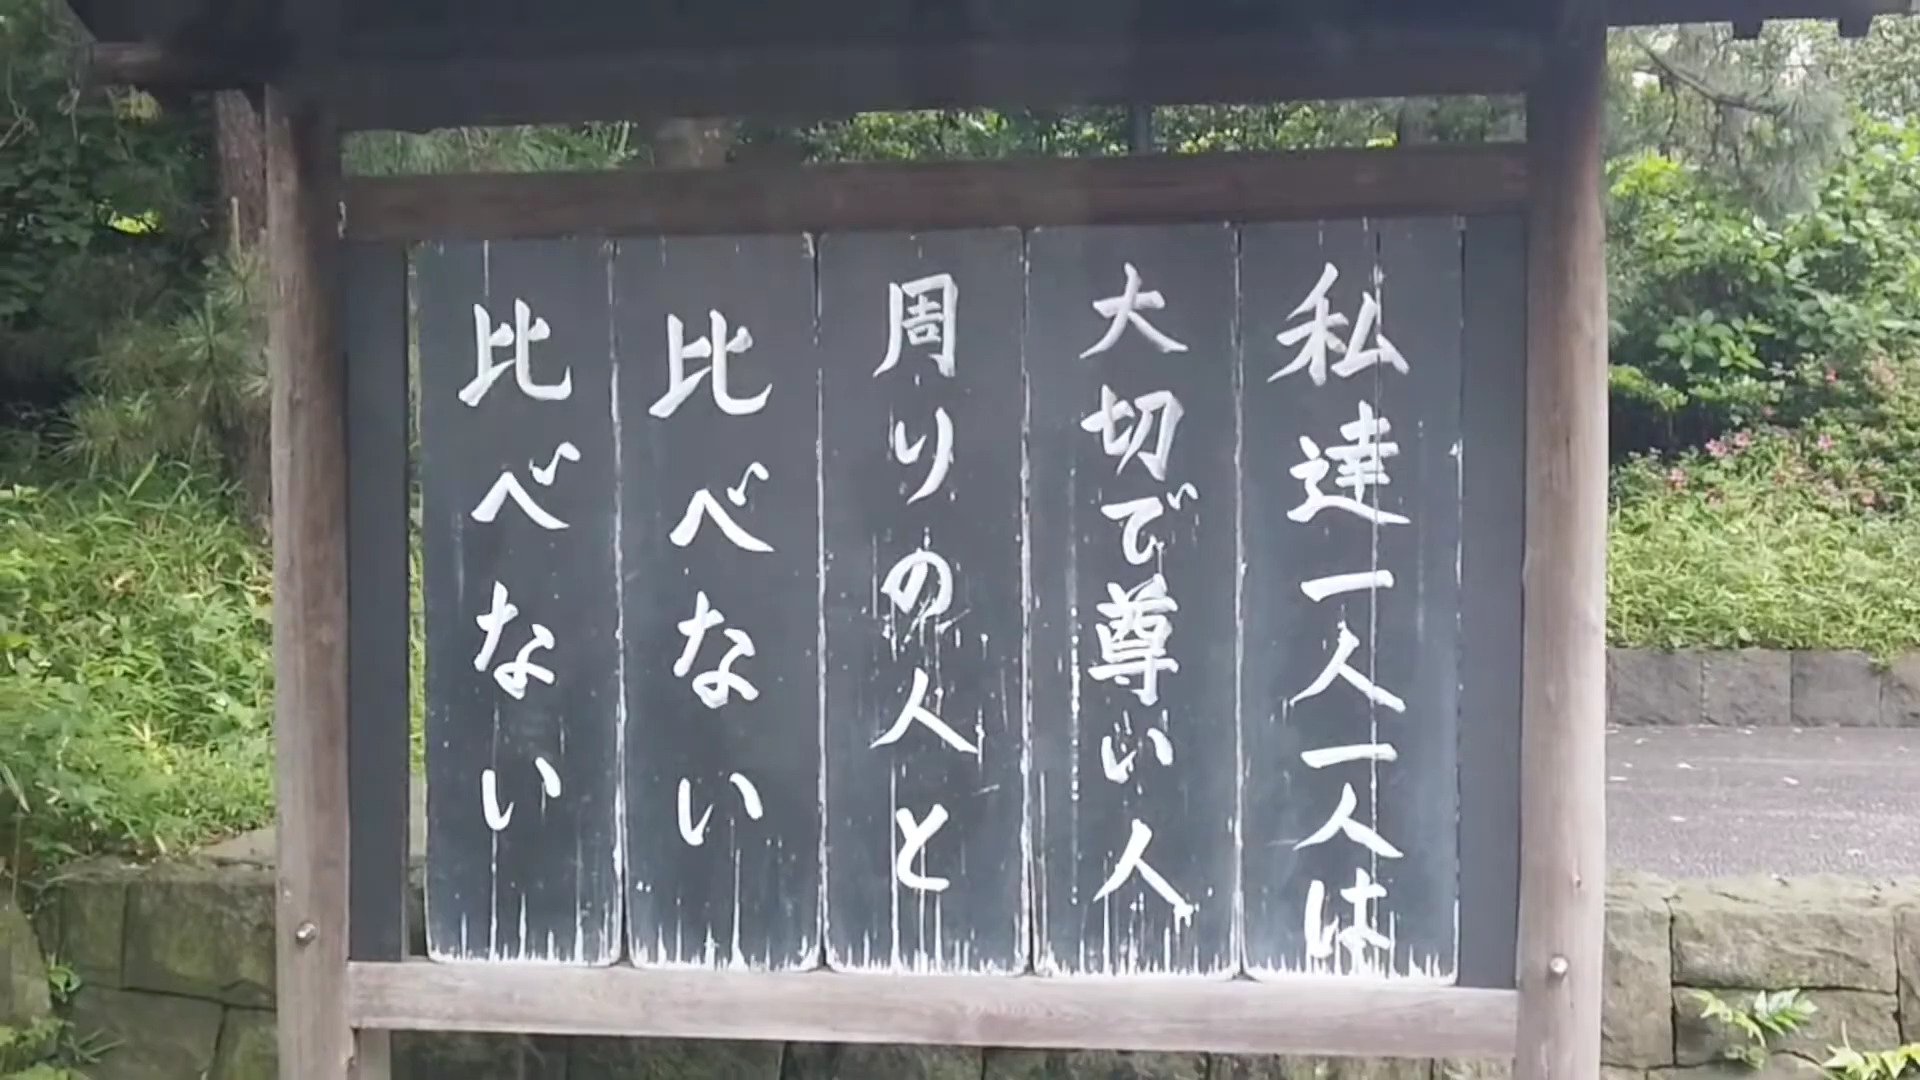 私達一人一人は
大切で尊い人
周りの人と
比べない
比べない